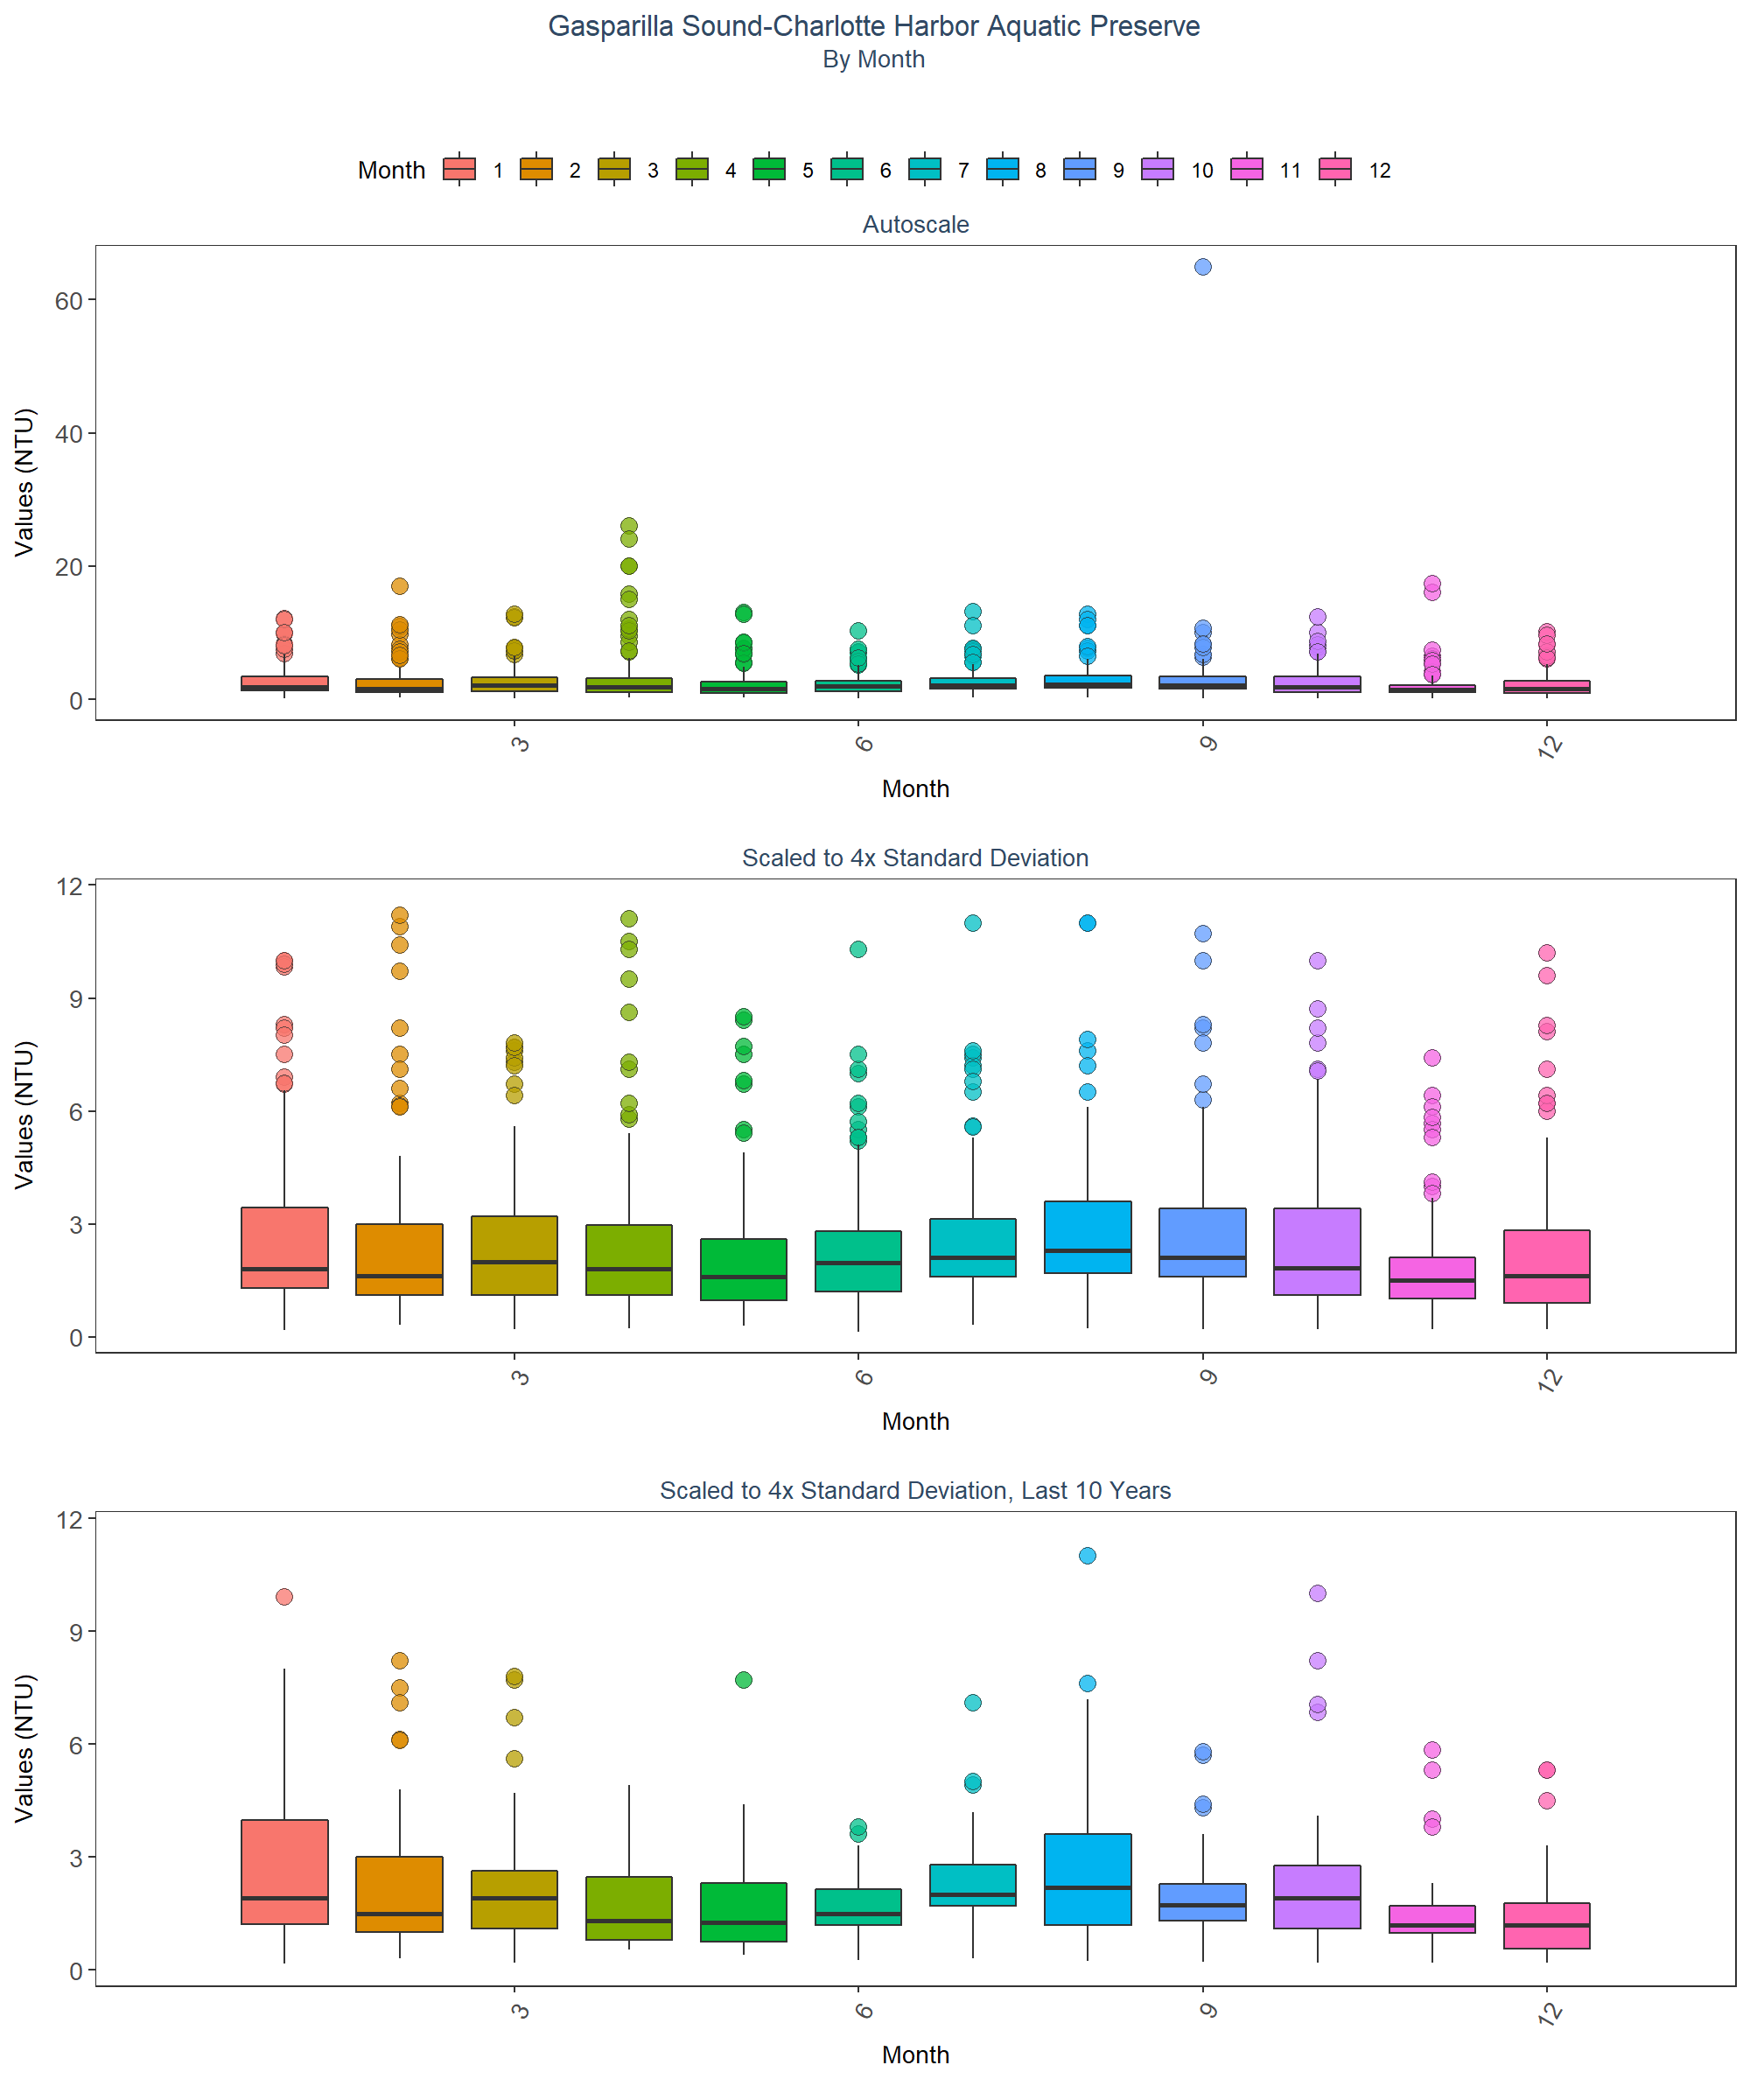 Gasparilla Sound-Charlotte Harbor Aquatic Preserve
By Month
Month 1 2 3 4 5 6 7 8 9 10 11 12
Autoscale
Values (NTU)
60
40
20
0
3 6 9 12
Month
Scaled to 4x Standard Deviation
Values (NTU)
12
9
6
3
0
3 6 9 12
Month
Scaled to 4x Standard Deviation, Last 10 Years
Values (NTU)
12
9
6
3
0
3 6 9 12
Month